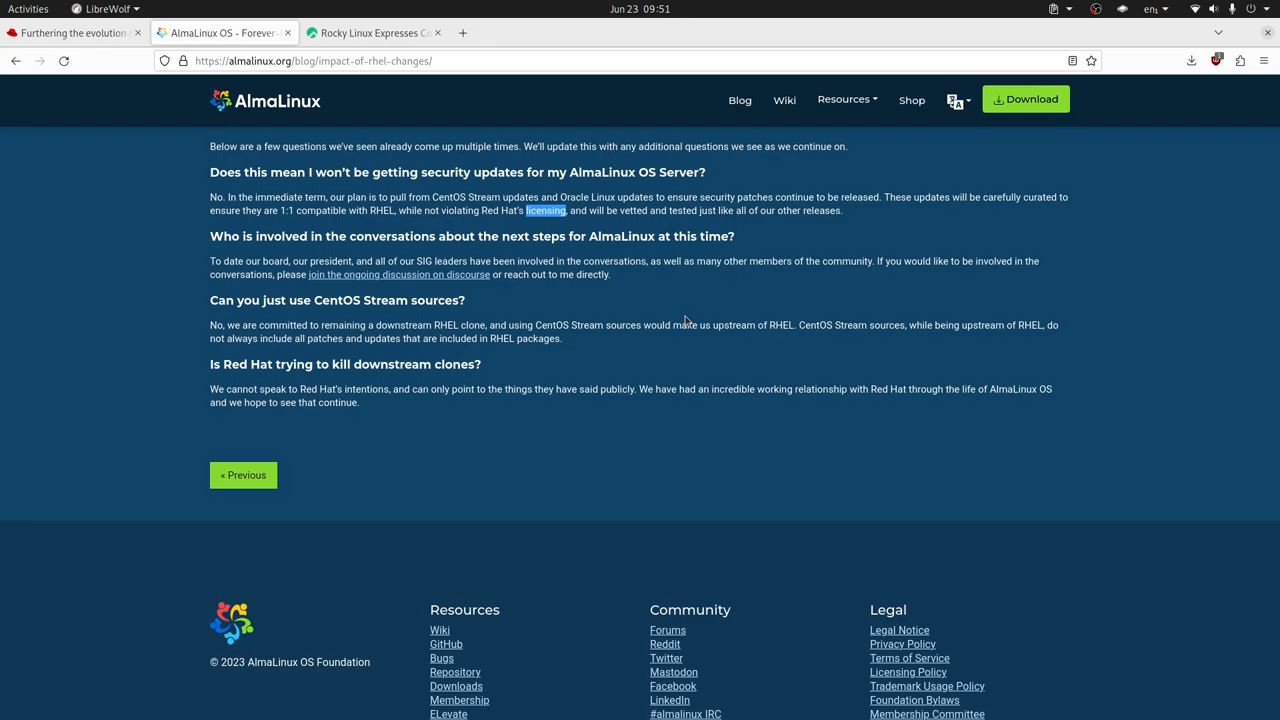 Activities LibreWolf Jun 23 09:51 en₁
Furthering the evolution o AlmaLinux OS - Forever- Rocky Linux Expresses Co
https://almalinux.org/blog/impact-of-rhel-changes/ 1
AlmaLinux Blog Wiki Resources Shop Download
Below are a few questions we've seen already come up multiple times. We'll update this with any additional questions we see as we continue on.
Does this mean I won't be getting security updates for my AlmaLinux OS Server?
No. In the immediate term, our plan is to pull from CentOS Stream updates and Oracle Linux updates to ensure security patches continue to be released. These updates will be carefully curated to
ensure they are 1:1 compatible with RHEL, while not violating Red Hat's licensing, and will be vetted and tested just like all of our other releases.
Who is involved in the conversations about the next steps for AlmaLinux at this time?
To date our board, our president, and all of our SIG leaders have been involved in the conversations, as well as many other members of the community. If you would like to be involved in the
conversations, please join the ongoing discussion on discourse or reach out to me directly.
Can you just use CentOS Stream sources?
No, we are committed to remaining a downstream RHEL clone, and using CentOS Stream sources would make us upstream of RHEL. CentOS Stream sources, while being upstream of RHEL, do
not always include all patches and updates that are included in RHEL packages.
Is Red Hat trying to kill downstream clones?
We cannot speak to Red Hat's intentions, and can only point to the things they have said publicly. We have had an incredible working relationship with Red Hat through the life of AlmaLinux OS
and we hope to see that continue.
« Previous
© 2023 AlmaLinux OS Foundation
Resources
Wiki
GitHub
Bugs
Repository
Downloads
Membership
ELevate
Community
Forums
Reddit
Twitter
Mastodon
Facebook
LinkedIn
#almalinux IRC
Legal
Legal Notice
Privacy Policy
Terms of Service
Licensing Policy
Trademark Usage Policy
Foundation Bylaws
Membership Committee